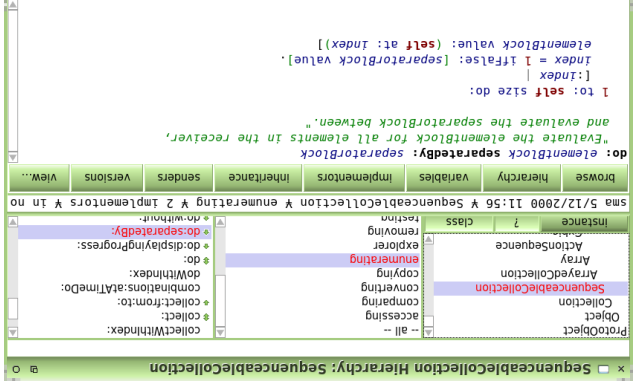 SequenceableCollection Hierarchy: SequenceableCollection
ProtoObject
Object
Collection
SequenceableCollection
ArrayedCollection
Array
ActionSequence
instance ? class
-- all --
accessing
comparing
converting
copying
enumerating
explorer
removing
testing
collectWithIndex:
collect:
collect:from:to:
combinations:atATimeDo:
doWithIndex:
do:
do:displayingProgress:
do:separatedBy:
do:without:
sma 5/12/2000 11:56 ¥ SequenceableCollection ¥ enumerating ¥ 2 implementors ¥ in no
browse hierarchy variables implementors inheritance senders versions view...
do: elementBlock separatedBy: separatorBlock
"Evaluate the elementBlock for all elements in the receiver,
and evaluate the separatorBlock between."
1 to: self size do:
[:index |
index = 1 ifFalse: [separatorBlock value].
elementBlock value: (self at: index)]